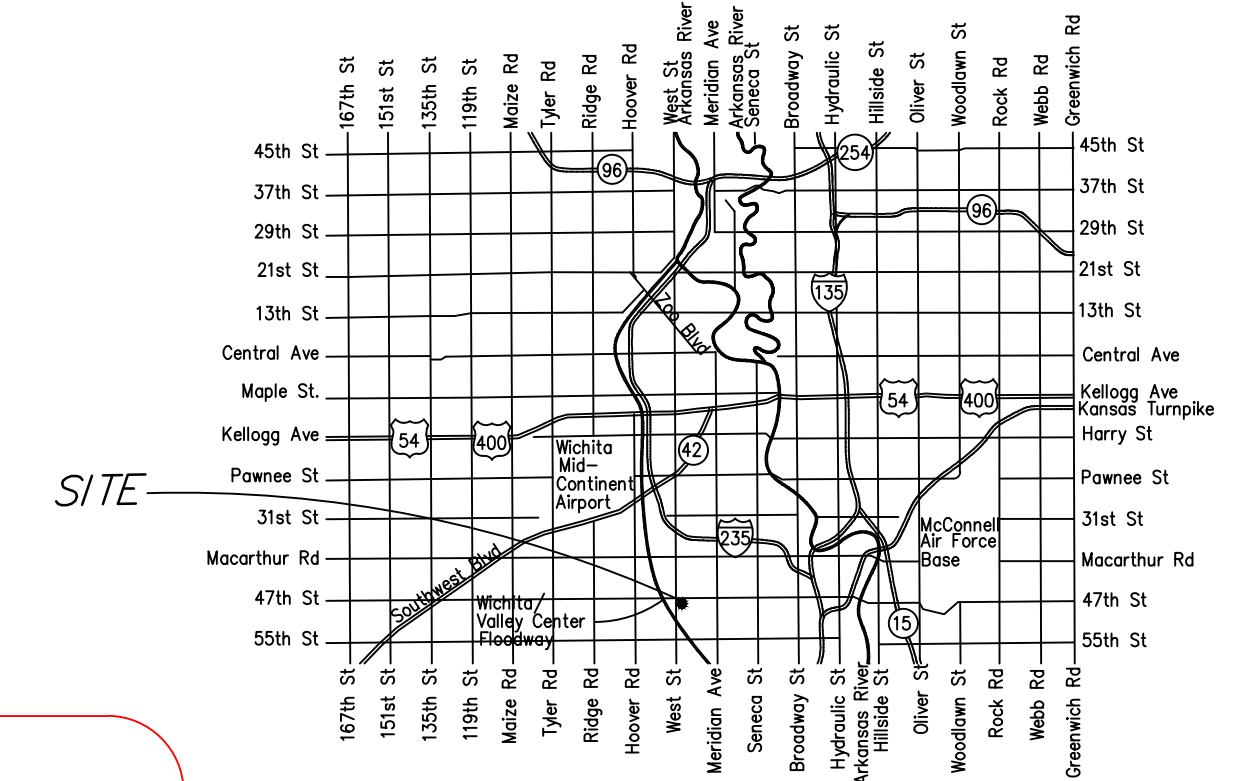 167th St
151st St
135th St
119th St
Maize Rd
Tyler Rd
Ridge Rd
Hoover Rd
West St
Arkansas River
Meridian Ave
Arkansas River
Seneca St
Broadway St
Hydraulic St
Hillside St
Oliver St
Woodlawn St
Rock Rd
Webb Rd
Greenwich Rd
45th St
254
45th St
96
37th St
37th St
96
29th St
29th St
21st St
21st St
135
13th St
13th St
Zoo Blvd
Central Ave
Central Ave
Maple St.
54
400
Kellogg Ave
Kansas Turnpike
Kellogg Ave
54
400
42
Harry St
Wichita
Mid-
Continent
Airport
Pawnee St
Pawnee St
SITE
31st St
235
31st St
McConnell
Air Force
Base
Macarthur Rd
Macarthur Rd
Southwest Blvd
47th St
47th St
Wichita/
Valley Center
Floodway
15
55th St
55th St
167th St
151st St
135th St
119th St
Maize Rd
Tyler Rd
Ridge Rd
Hoover Rd
West St
Meridian Ave
Seneca St
Broadway St
Hydraulic St
Arkansas River
Hillside St
Oliver St
Woodlawn St
Rock Rd
Webb Rd
Greenwich Rd